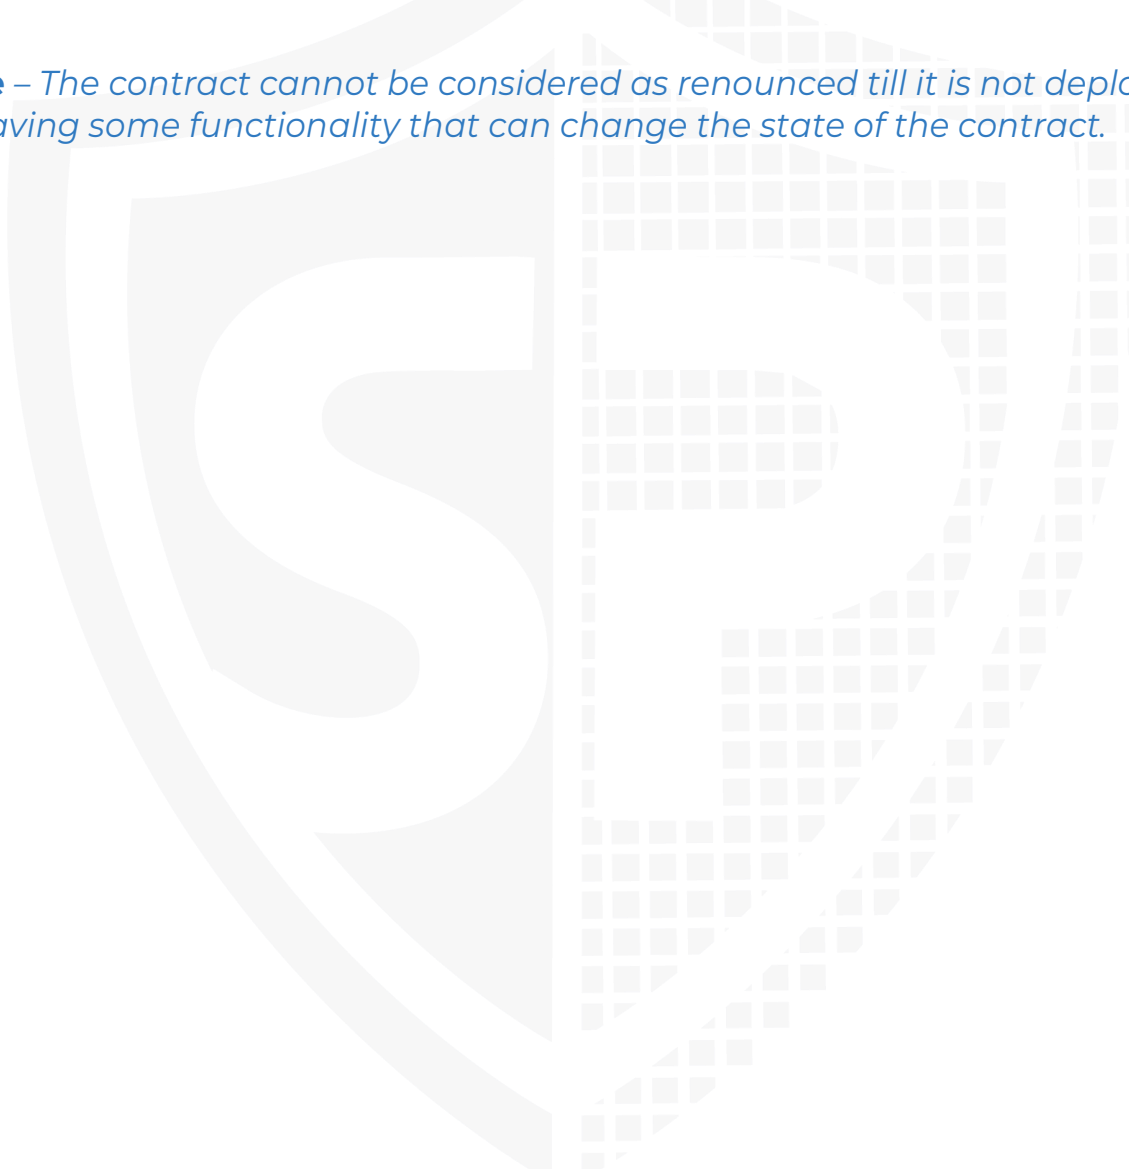 – The contract cannot be considered as renounced till it is not
some functionality that can change the state of the contract.
SP